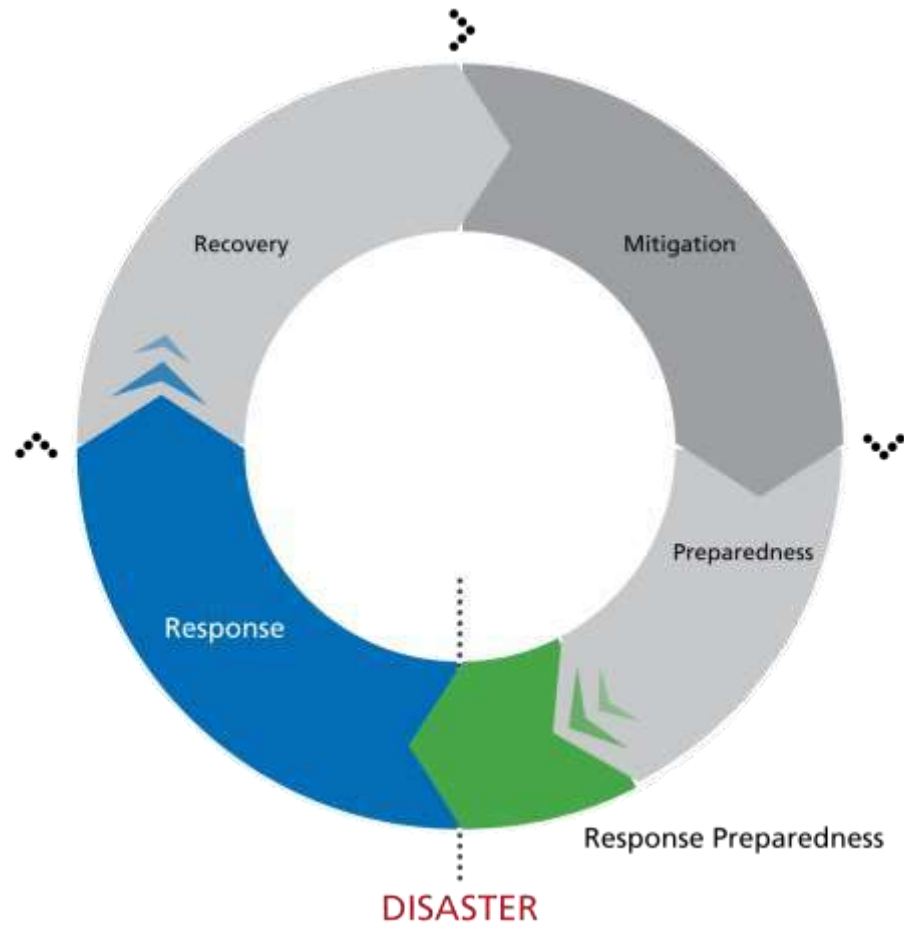 Recovery
Mitigation
Preparedness
Response
Response Preparedness
DISASTER